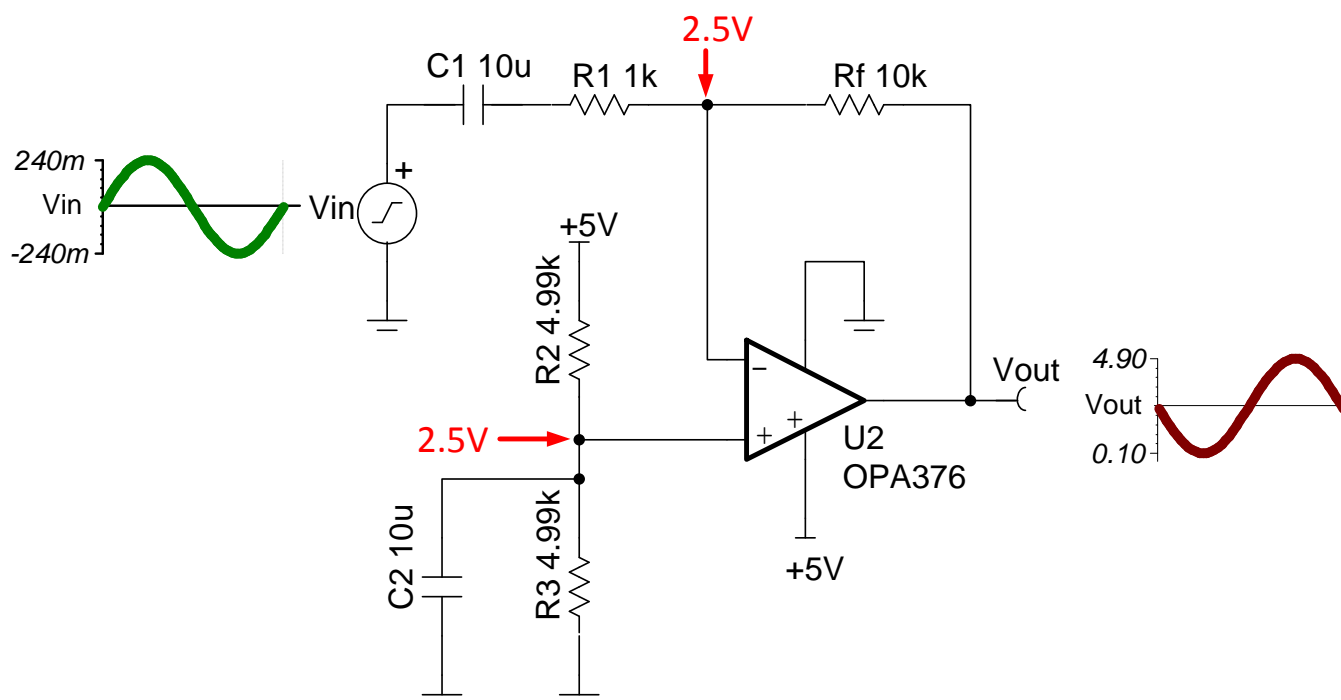 2.5V
C1 10u
R1 1k
Rf 10k
240m
Vin
-240m
Vin
+
+5V
R2 4.99k
2.5V
−
+
+
U2
OPA376
Vout
4.90
Vout
0.10
C2 10u
R3 4.99k
+5V